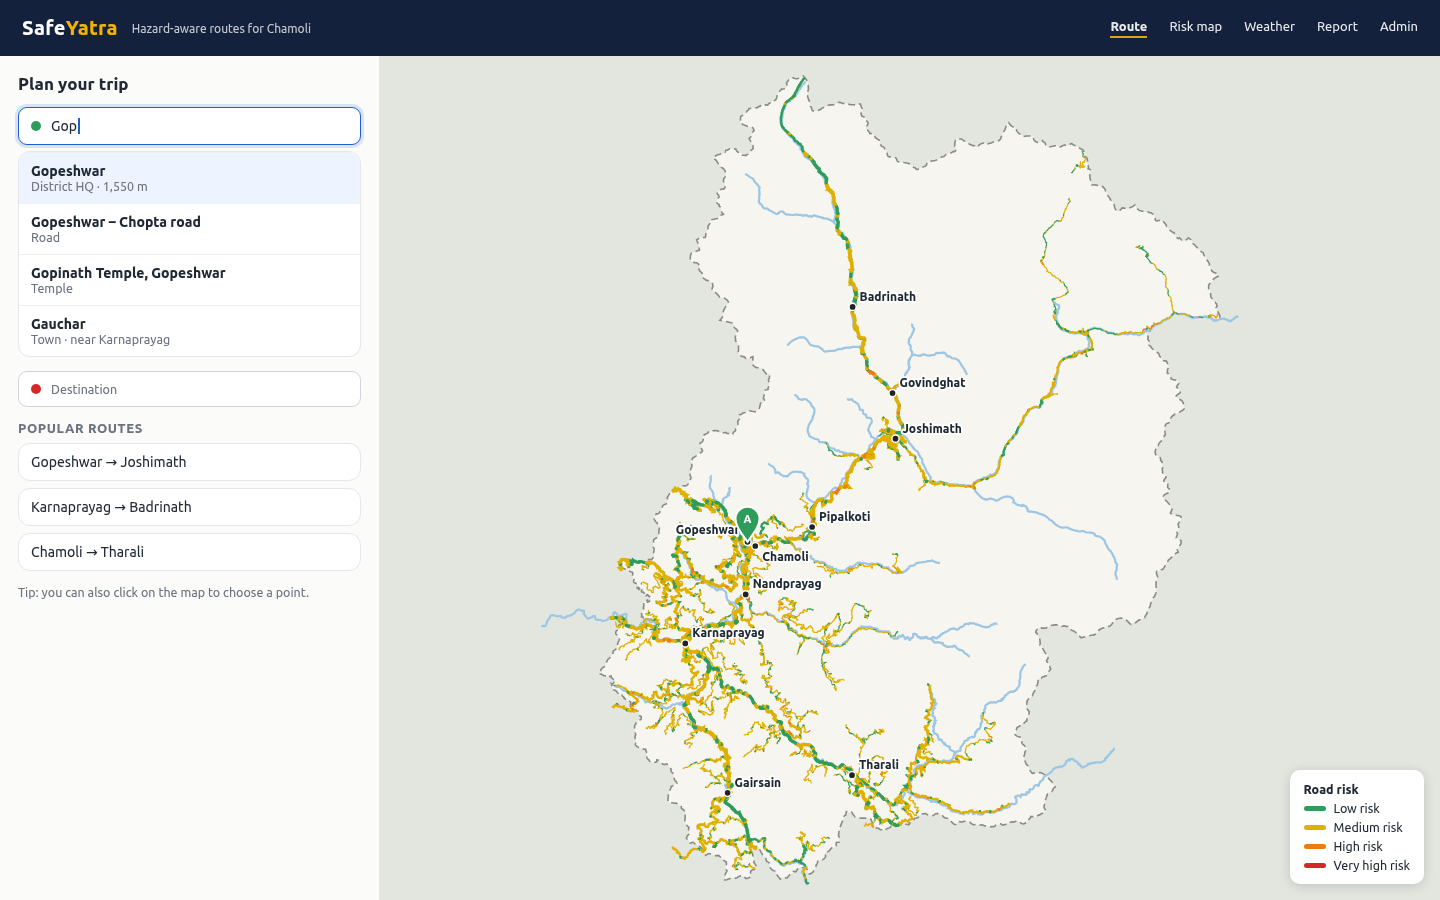 SafeYatra
Hazard-aware routes for Chamoli
Route
Risk map
Weather
Report
Admin
Plan your trip
Gop
Gopeshwar
District HQ · 1,550 m
Gopeshwar – Chopta road
Road
Gopinath Temple, Gopeshwar
Temple
Gauchar
Town · near Karnaprayag
Destination
POPULAR ROUTES
Gopeshwar → Joshimath
Karnaprayag → Badrinath
Chamoli → Tharali
Tip: you can also click on the map to choose a point.
Badrinath
Govindghat
Joshimath
Pipalkoti
A
Gopeshwar
Chamoli
Nandprayag
Karnaprayag
Tharali
Gairsain
Road risk
Low risk
Medium risk
High risk
Very high risk